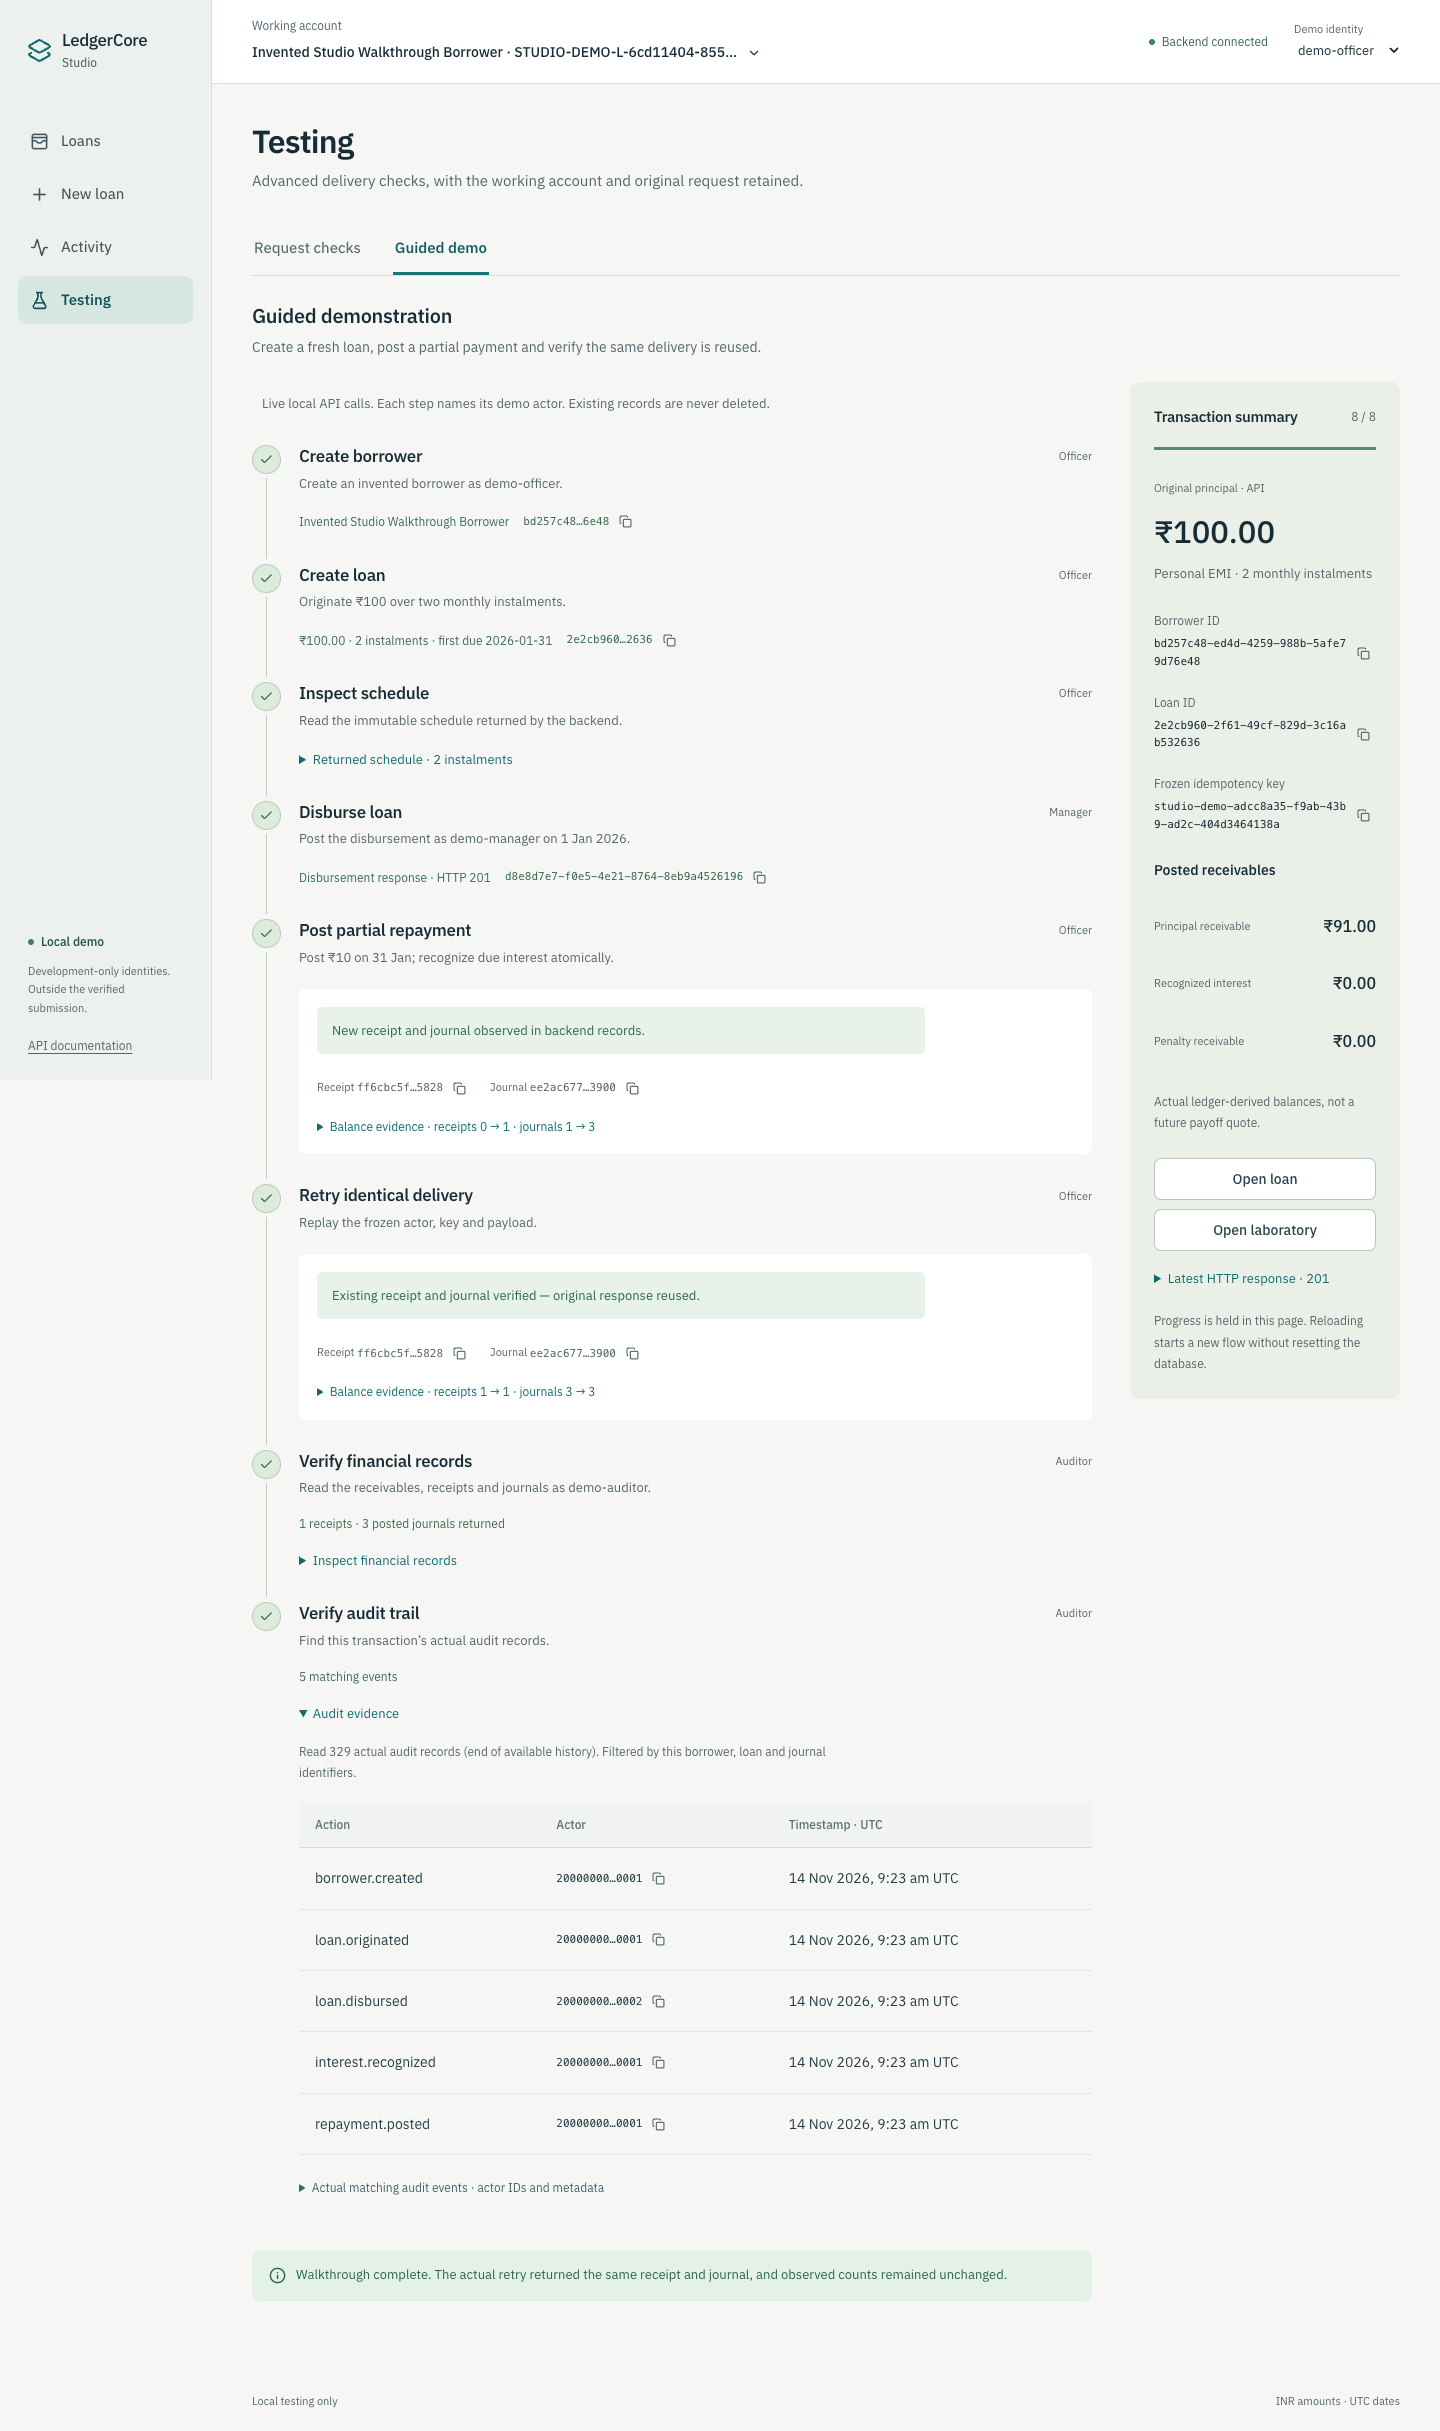 LedgerCore
Studio
Loans
New loan
Activity
Testing
Local demo
Development-only identities.
Outside the verified
submission.
API documentation
Working account
Invented Studio Walkthrough Borrower · STUDIO-DEMO-L-6cd11404-855...
Backend connected
Demo identity
demo-officer
Testing
Advanced delivery checks, with the working account and original request retained.
Request checks
Guided demo
Guided demonstration
Create a fresh loan, post a partial payment and verify the same delivery is reused.
Live local API calls. Each step names its demo actor. Existing records are never deleted.
Create borrower
Officer
Create an invented borrower as demo-officer.
Invented Studio Walkthrough Borrower bd257c48…6e48
Create loan
Officer
Originate ₹100 over two monthly instalments.
₹100.00 · 2 instalments · first due 2026-01-31 2e2cb960…2636
Inspect schedule
Officer
Read the immutable schedule returned by the backend.
Returned schedule · 2 instalments
Disburse loan
Manager
Post the disbursement as demo-manager on 1 Jan 2026.
Disbursement response · HTTP 201 d8e8d7e7-f0e5-4e21-8764-8eb9a4526196
Post partial repayment
Officer
Post ₹10 on 31 Jan; recognize due interest atomically.
New receipt and journal observed in backend records.
Receipt ff6cbc5f…5828 Journal ee2ac677…3900
Balance evidence · receipts 0 → 1 · journals 1 → 3
Retry identical delivery
Officer
Replay the frozen actor, key and payload.
Existing receipt and journal verified — original response reused.
Receipt ff6cbc5f…5828 Journal ee2ac677…3900
Balance evidence · receipts 1 → 1 · journals 3 → 3
Verify financial records
Auditor
Read the receivables, receipts and journals as demo-auditor.
1 receipts · 3 posted journals returned
Inspect financial records
Verify audit trail
Auditor
Find this transaction's actual audit records.
5 matching events
Audit evidence
Read 329 actual audit records (end of available history). Filtered by this borrower, loan and journal
identifiers.
Action Actor Timestamp · UTC
borrower.created 20000000…0001 14 Nov 2026, 9:23 am UTC
loan.originated 20000000…0001 14 Nov 2026, 9:23 am UTC
loan.disbursed 20000000…0002 14 Nov 2026, 9:23 am UTC
interest.recognized 20000000…0001 14 Nov 2026, 9:23 am UTC
repayment.posted 20000000…0001 14 Nov 2026, 9:23 am UTC
Actual matching audit events · actor IDs and metadata
Walkthrough complete. The actual retry returned the same receipt and journal, and observed counts remained unchanged.
Transaction summary 8 / 8
Original principal · API
₹100.00
Personal EMI · 2 monthly instalments
Borrower ID
bd257c48-ed4d-4259-988b-5afe7
9d76e48
Loan ID
2e2cb960-2f61-49cf-829d-3c16a
b532636
Frozen idempotency key
studio-demo-adcc8a35-f9ab-43b
9-ad2c-404d3464138a
Posted receivables
Principal receivable ₹91.00
Recognized interest ₹0.00
Penalty receivable ₹0.00
Actual ledger-derived balances, not a
future payoff quote.
Open loan
Open laboratory
Latest HTTP response · 201
Progress is held in this page. Reloading
starts a new flow without resetting the
database.
Local testing only
INR amounts · UTC dates